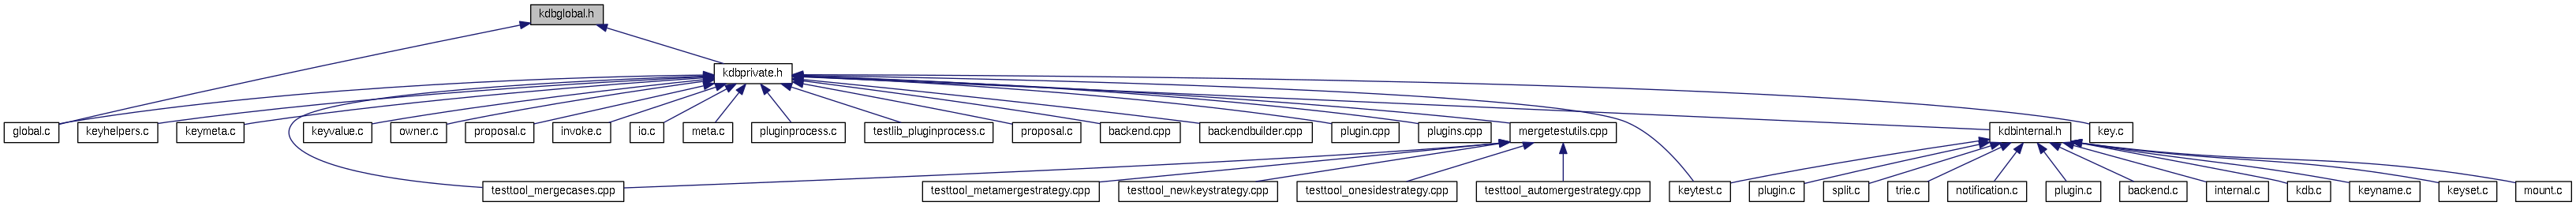 kdbglobal.h
kdbprivate.h
global.c
keyhelpers.c
keymeta.c
keyvalue.c
owner.c
proposal.c
invoke.c
io.c
meta.c
pluginprocess.c
testlib_pluginprocess.c
proposal.c
backend.cpp
backendbuilder.cpp
plugin.cpp
plugins.cpp
mergetestutils.cpp
kdbinternal.h
key.c
testtool_mergecases.cpp
testtool_metamergestrategy.cpp
testtool_newkeystrategy.cpp
testtool_onesidestrategy.cpp
testtool_automergestrategy.cpp
keytest.c
plugin.c
split.c
trie.c
notification.c
plugin.c
backend.c
internal.c
kdb.c
keyname.c
keyset.c
mount.c